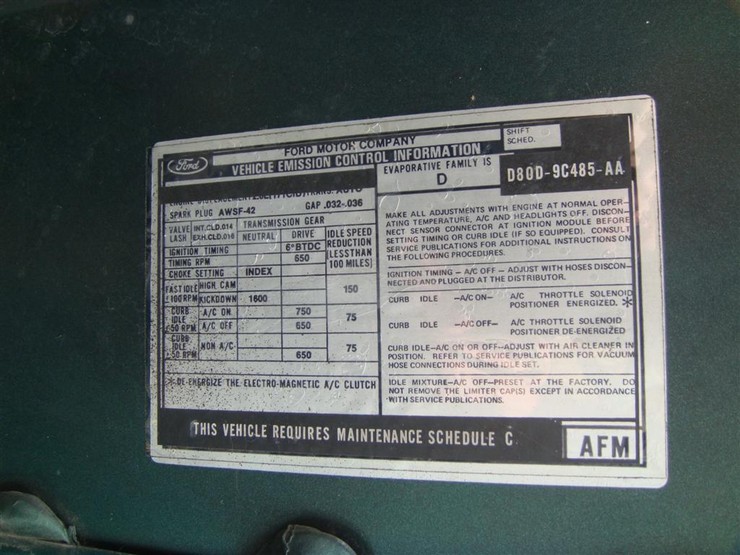 Ford
FORD MOTOR COMPANY
VEHICLE EMISSION CONTROL INFORMATION
SHIFT
SCHED.
EVAPORATIVE FAMILY IS
D
D80D-9C485-AA
TRANS. AUTO
SPARK PLUG AWSF-42 GAP .032-.036
VALVE LASH INT.CLD.014
EXH.CLD.016
TRANSMISSION GEAR
NEUTRAL DRIVE
IDLE SPEED
REDUCTION
(LESS THAN
100 MILES)
IGNITION TIMING 6°BTDC
TIMING RPM 650
CHOKE SETTING INDEX
FAST IDLE ±100 RPM HIGH CAM 150
KICKDOWN 1600
CURB IDLE ±50 RPM A/C ON 750 75
A/C OFF 650
CURB IDLE ±50 RPM NON A/C 650 75
*DE-ENERGIZE THE ELECTRO-MAGNETIC A/C CLUTCH
MAKE ALL ADJUSTMENTS WITH ENGINE AT NORMAL OPER-
ATING TEMPERATURE, A/C AND HEADLIGHTS OFF. DISCON-
NECT SENSOR CONNECTOR AT IGNITION MODULE BEFORE
SETTING TIMING OR CURB IDLE (IF SO EQUIPPED). CONSULT
SERVICE PUBLICATIONS FOR ADDITIONAL INSTRUCTIONS ON
THE FOLLOWING PROCEDURES.
IGNITION TIMING – A/C OFF – ADJUST WITH HOSES DISCON-
NECTED AND PLUGGED AT THE DISTRIBUTOR.
CURB IDLE –A/C ON– A/C THROTTLE SOLENOID
POSITIONER ENERGIZED. *
CURB IDLE –A/C OFF– A/C THROTTLE SOLENOID
POSITIONER DE-ENERGIZED
CURB IDLE–A/C ON OR OFF–ADJUST WITH AIR CLEANER IN
POSITION. REFER TO SERVICE PUBLICATIONS FOR VACUUM
HOSE CONNECTIONS DURING IDLE SET.
IDLE MIXTURE–A/C OFF–PRESET AT THE FACTORY. DO
NOT REMOVE THE LIMITER CAP(S) EXCEPT IN ACCORDANCE
WITH SERVICE PUBLICATIONS.
THIS VEHICLE REQUIRES MAINTENANCE SCHEDULE C
AFM